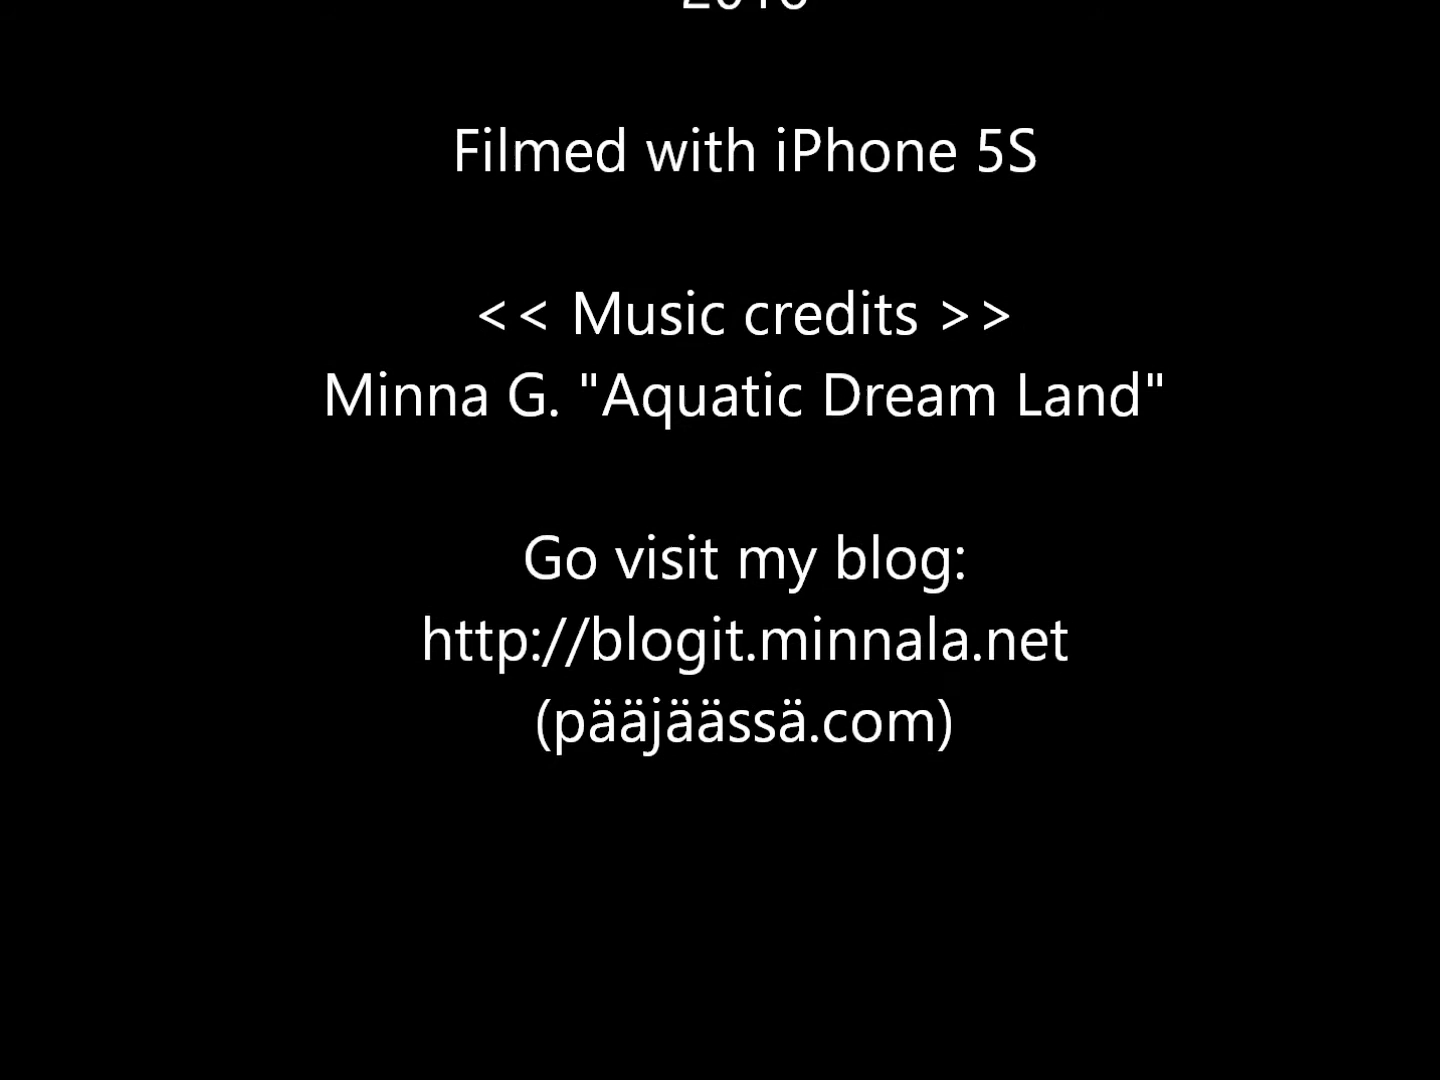 Filmed with iPhone 5S
<< Music credits >>
Minna G. "Aquatic Dream Land"
Go visit my blog:
http://blogit.minnala.net
(pääjäässä.com)